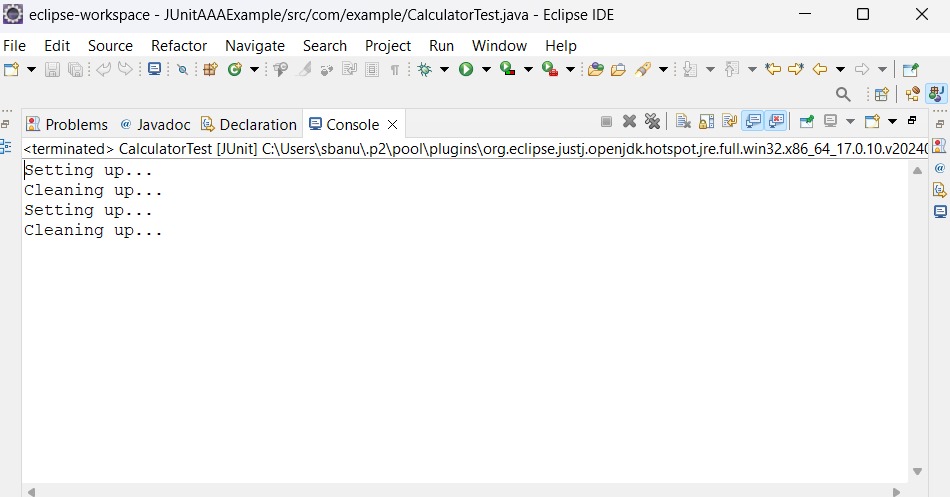 eclipse-workspace - JUnitAAAExample/src/com/example/CalculatorTest.java - Eclipse IDE
File Edit Source Refactor Navigate Search Project Run Window Help
Problems @ Javadoc Declaration Console
<terminated> CalculatorTest [JUnit] C:\Users\sbanu\.p2\pool\plugins\org.eclipse.justj.openjdk.hotspot.jre.full.win32.x86_64_17.0.10.v20240
Setting up...
Cleaning up...
Setting up...
Cleaning up...